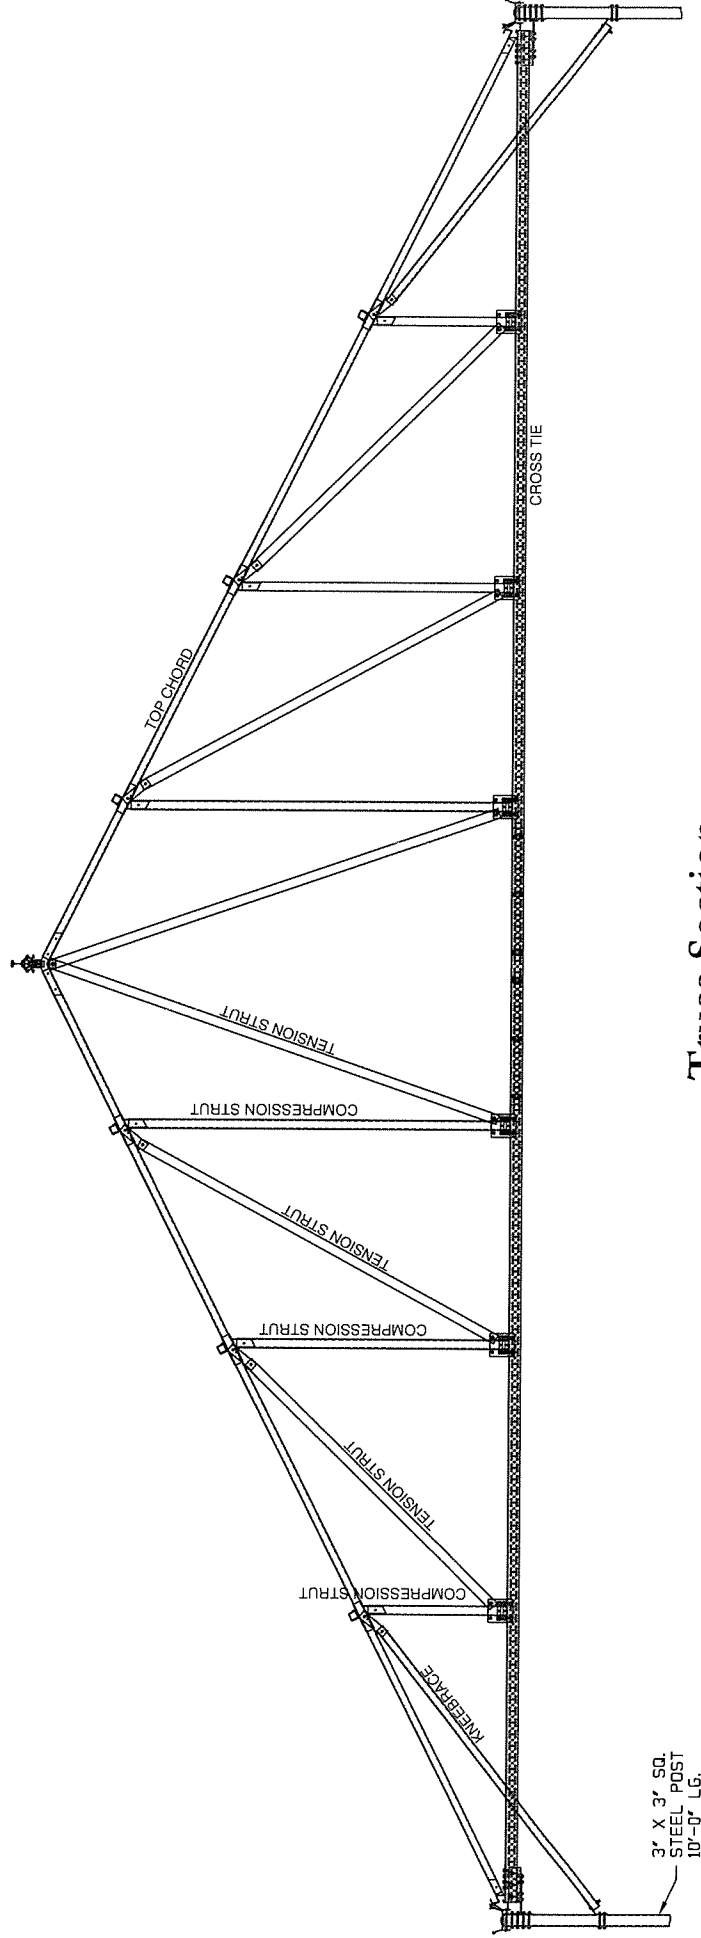 TOP CHORD
CROSS TIE
TENSION STRUT
COMPRESSION STRUT
TENSION STRUT
COMPRESSION STRUT
TENSION STRUT
COMPRESSION STRUT
KNEEBRACE
3" X 3" SQ.
STEEL POST
10'-0" LG.
Truss Section